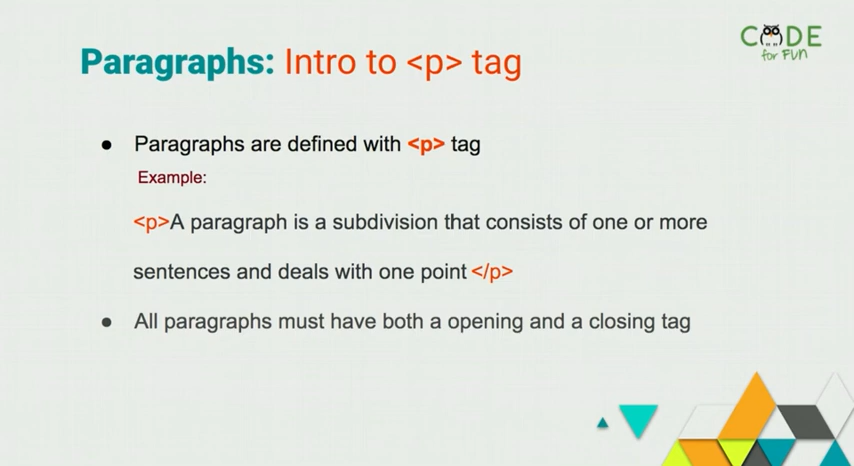 CODE
for FUN
Paragraphs: Intro to <p> tag
● Paragraphs are defined with <p> tag
Example:
<p>A paragraph is a subdivision that consists of one or more
sentences and deals with one point </p>
● All paragraphs must have both a opening and a closing tag